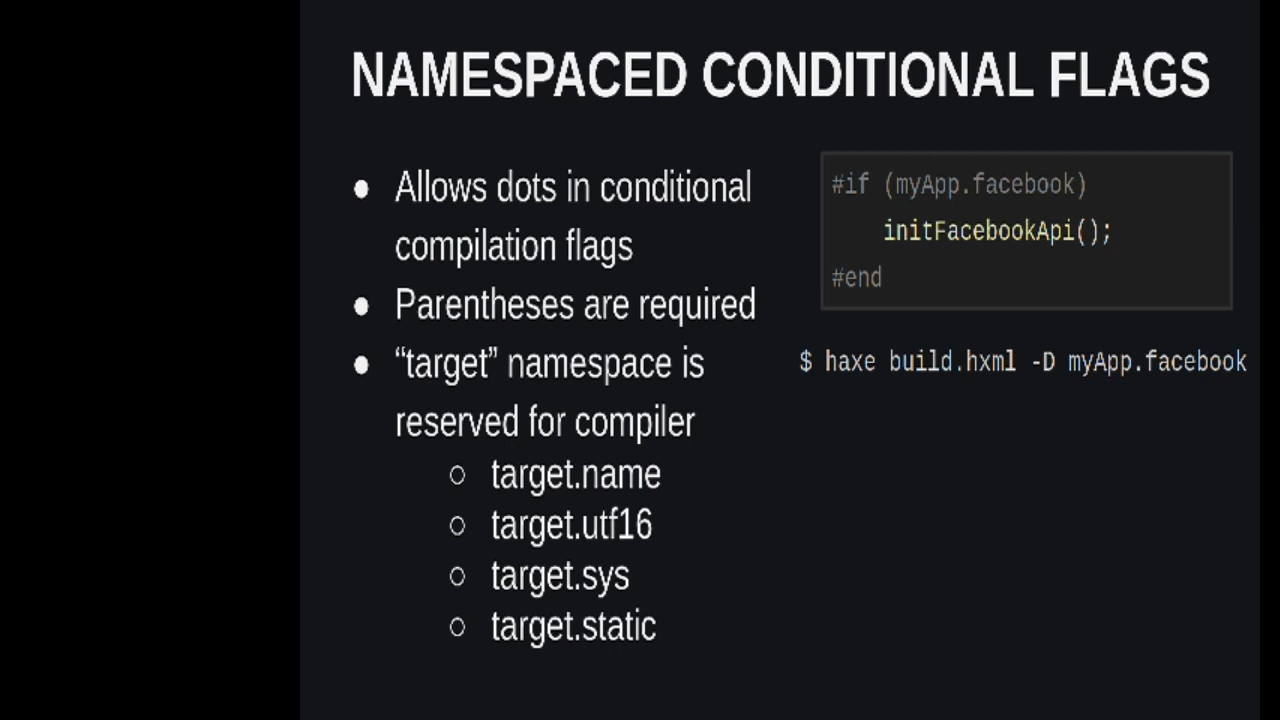 NAMESPACED CONDITIONAL FLAGS
● Allows dots in conditional
compilation flags
● Parentheses are required
● “target” namespace is
reserved for compiler
○ target.name
○ target.utf16
○ target.sys
○ target.static
#if (myApp.facebook)
initFacebookApi();
#end
$ haxe build.hxml -D myApp.facebook